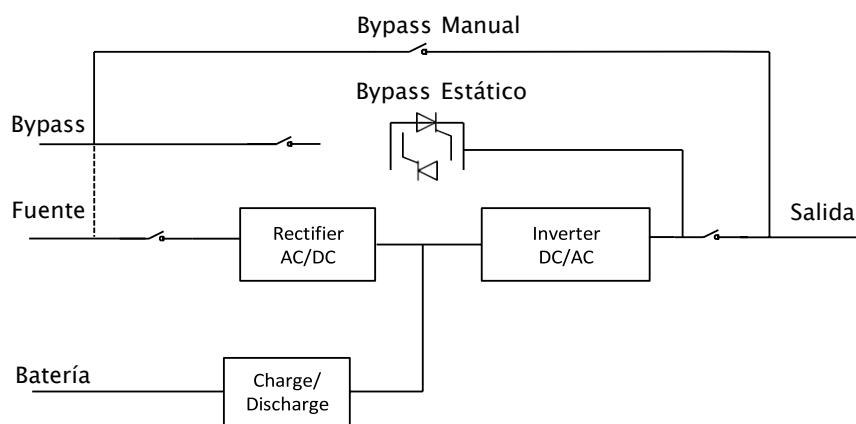 Bypass Manual
Bypass Estático
Bypass
Fuente
Salida
Rectifier
AC/DC
Inverter
DC/AC
Batería
Charge/
Discharge